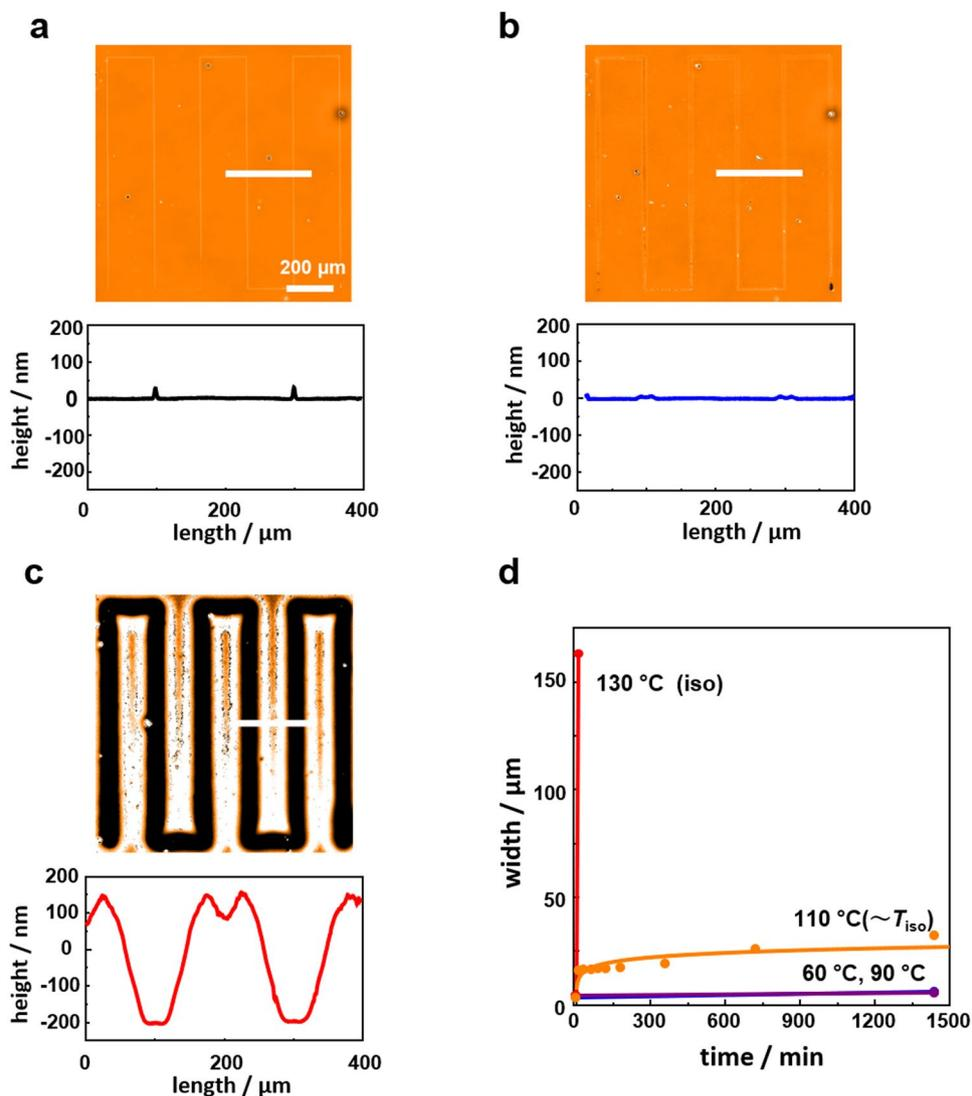 a
b
200 µm
200
100
0
-100
-200
height / nm
0
200
400
length / µm
200
100
0
-100
-200
height / nm
0
200
400
length / µm
c
d
200
100
0
-100
-200
height / nm
0
200
400
length / µm
150
100
50
0
width / µm
130 °C (iso)
110 °C(～Tiso)
60 °C, 90 °C
0
300
600
900
1200
1500
time / min